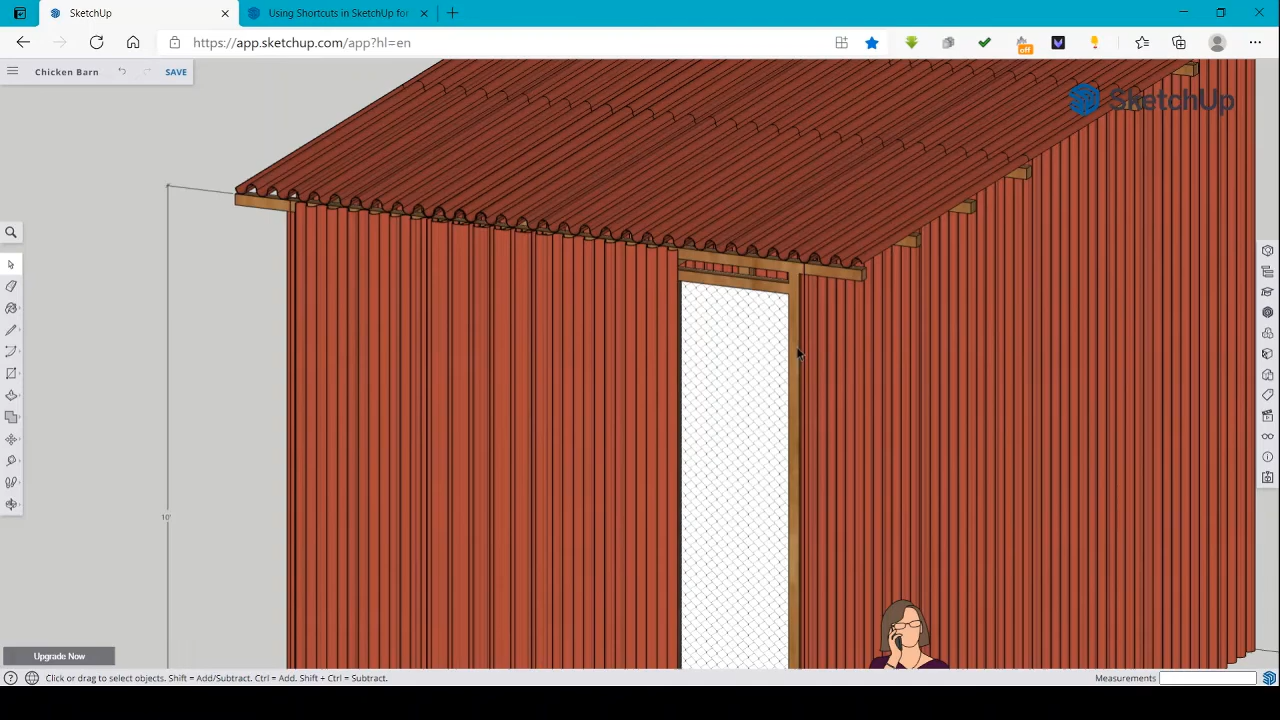 SketchUp
Using Shortcuts in SketchUp for
https://app.sketchup.com/app?hl=en
off
Chicken Barn
SAVE
SketchUp
10'
Upgrade Now
Click or drag to select objects. Shift = Add/Subtract. Ctrl = Add. Shift + Ctrl = Subtract.
Measurements